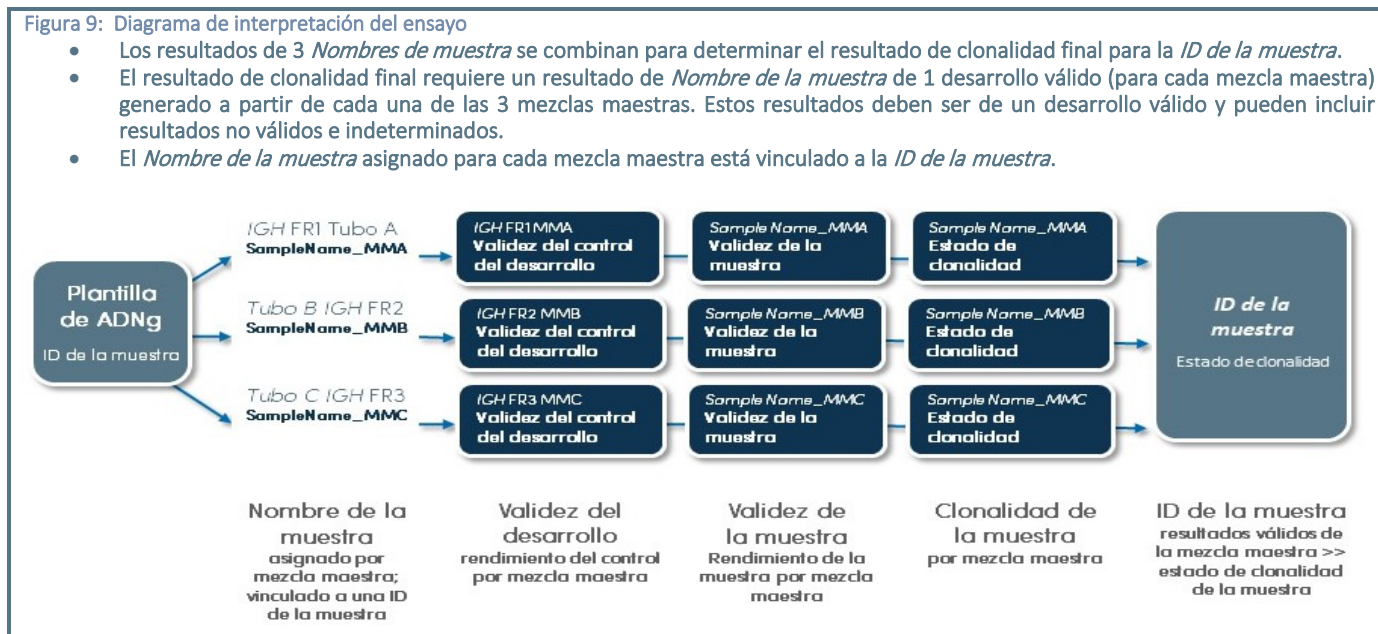 Figura 9: Diagrama de interpretación del ensayo
• Los resultados de 3 Nombres de muestra se combinan para determinar el resultado de clonalidad final para la ID de la muestra.
• El resultado de clonalidad final requiere un resultado de Nombre de la muestra de 1 desarrollo válido (para cada mezcla maestra)
generado a partir de cada una de las 3 mezclas maestras. Estos resultados deben ser de un desarrollo válido y pueden incluir
resultados no válidos e indeterminados.
• El Nombre de la muestra asignado para cada mezcla maestra está vinculado a la ID de la muestra.
Plantilla
de ADNg
ID de la muestra
IGH FR1 Tubo A
SampleName_MMA
IGH FR1 MMA
Validez del control
del desarrollo
Sample Name_MMA
Validez de la
muestra
Sample Name_MMA
Estado de
clonalidad
Tubo B IGH FR2
SampleName_MMB
IGH FR2 MMB
Validez del control
del desarrollo
Sample Name_MMB
Validez de la
muestra
Sample Name_MMB
Estado de
clonalidad
Tubo C IGH FR3
SampleName_MMC
IGH FR3 MMC
Validez del control
del desarrollo
Sample Name_MMC
Validez de la
muestra
Sample Name_MMC
Estado de
clonalidad
ID de la
muestra
Estado de clonalidad
Nombre de la
muestra
asignado por
mezcla maestra;
vinculado a una ID
de la muestra
Validez del
desarrollo
rendimiento del control
por mezcla maestra
Validez de
la muestra
Rendimiento de la
muestra por mezcla
maestra
Clonalidad de
la muestra
por mezcla maestra
ID de la muestra
resultados válidos de
la mezcla maestra >>
estado de clonalidad
de la muestra